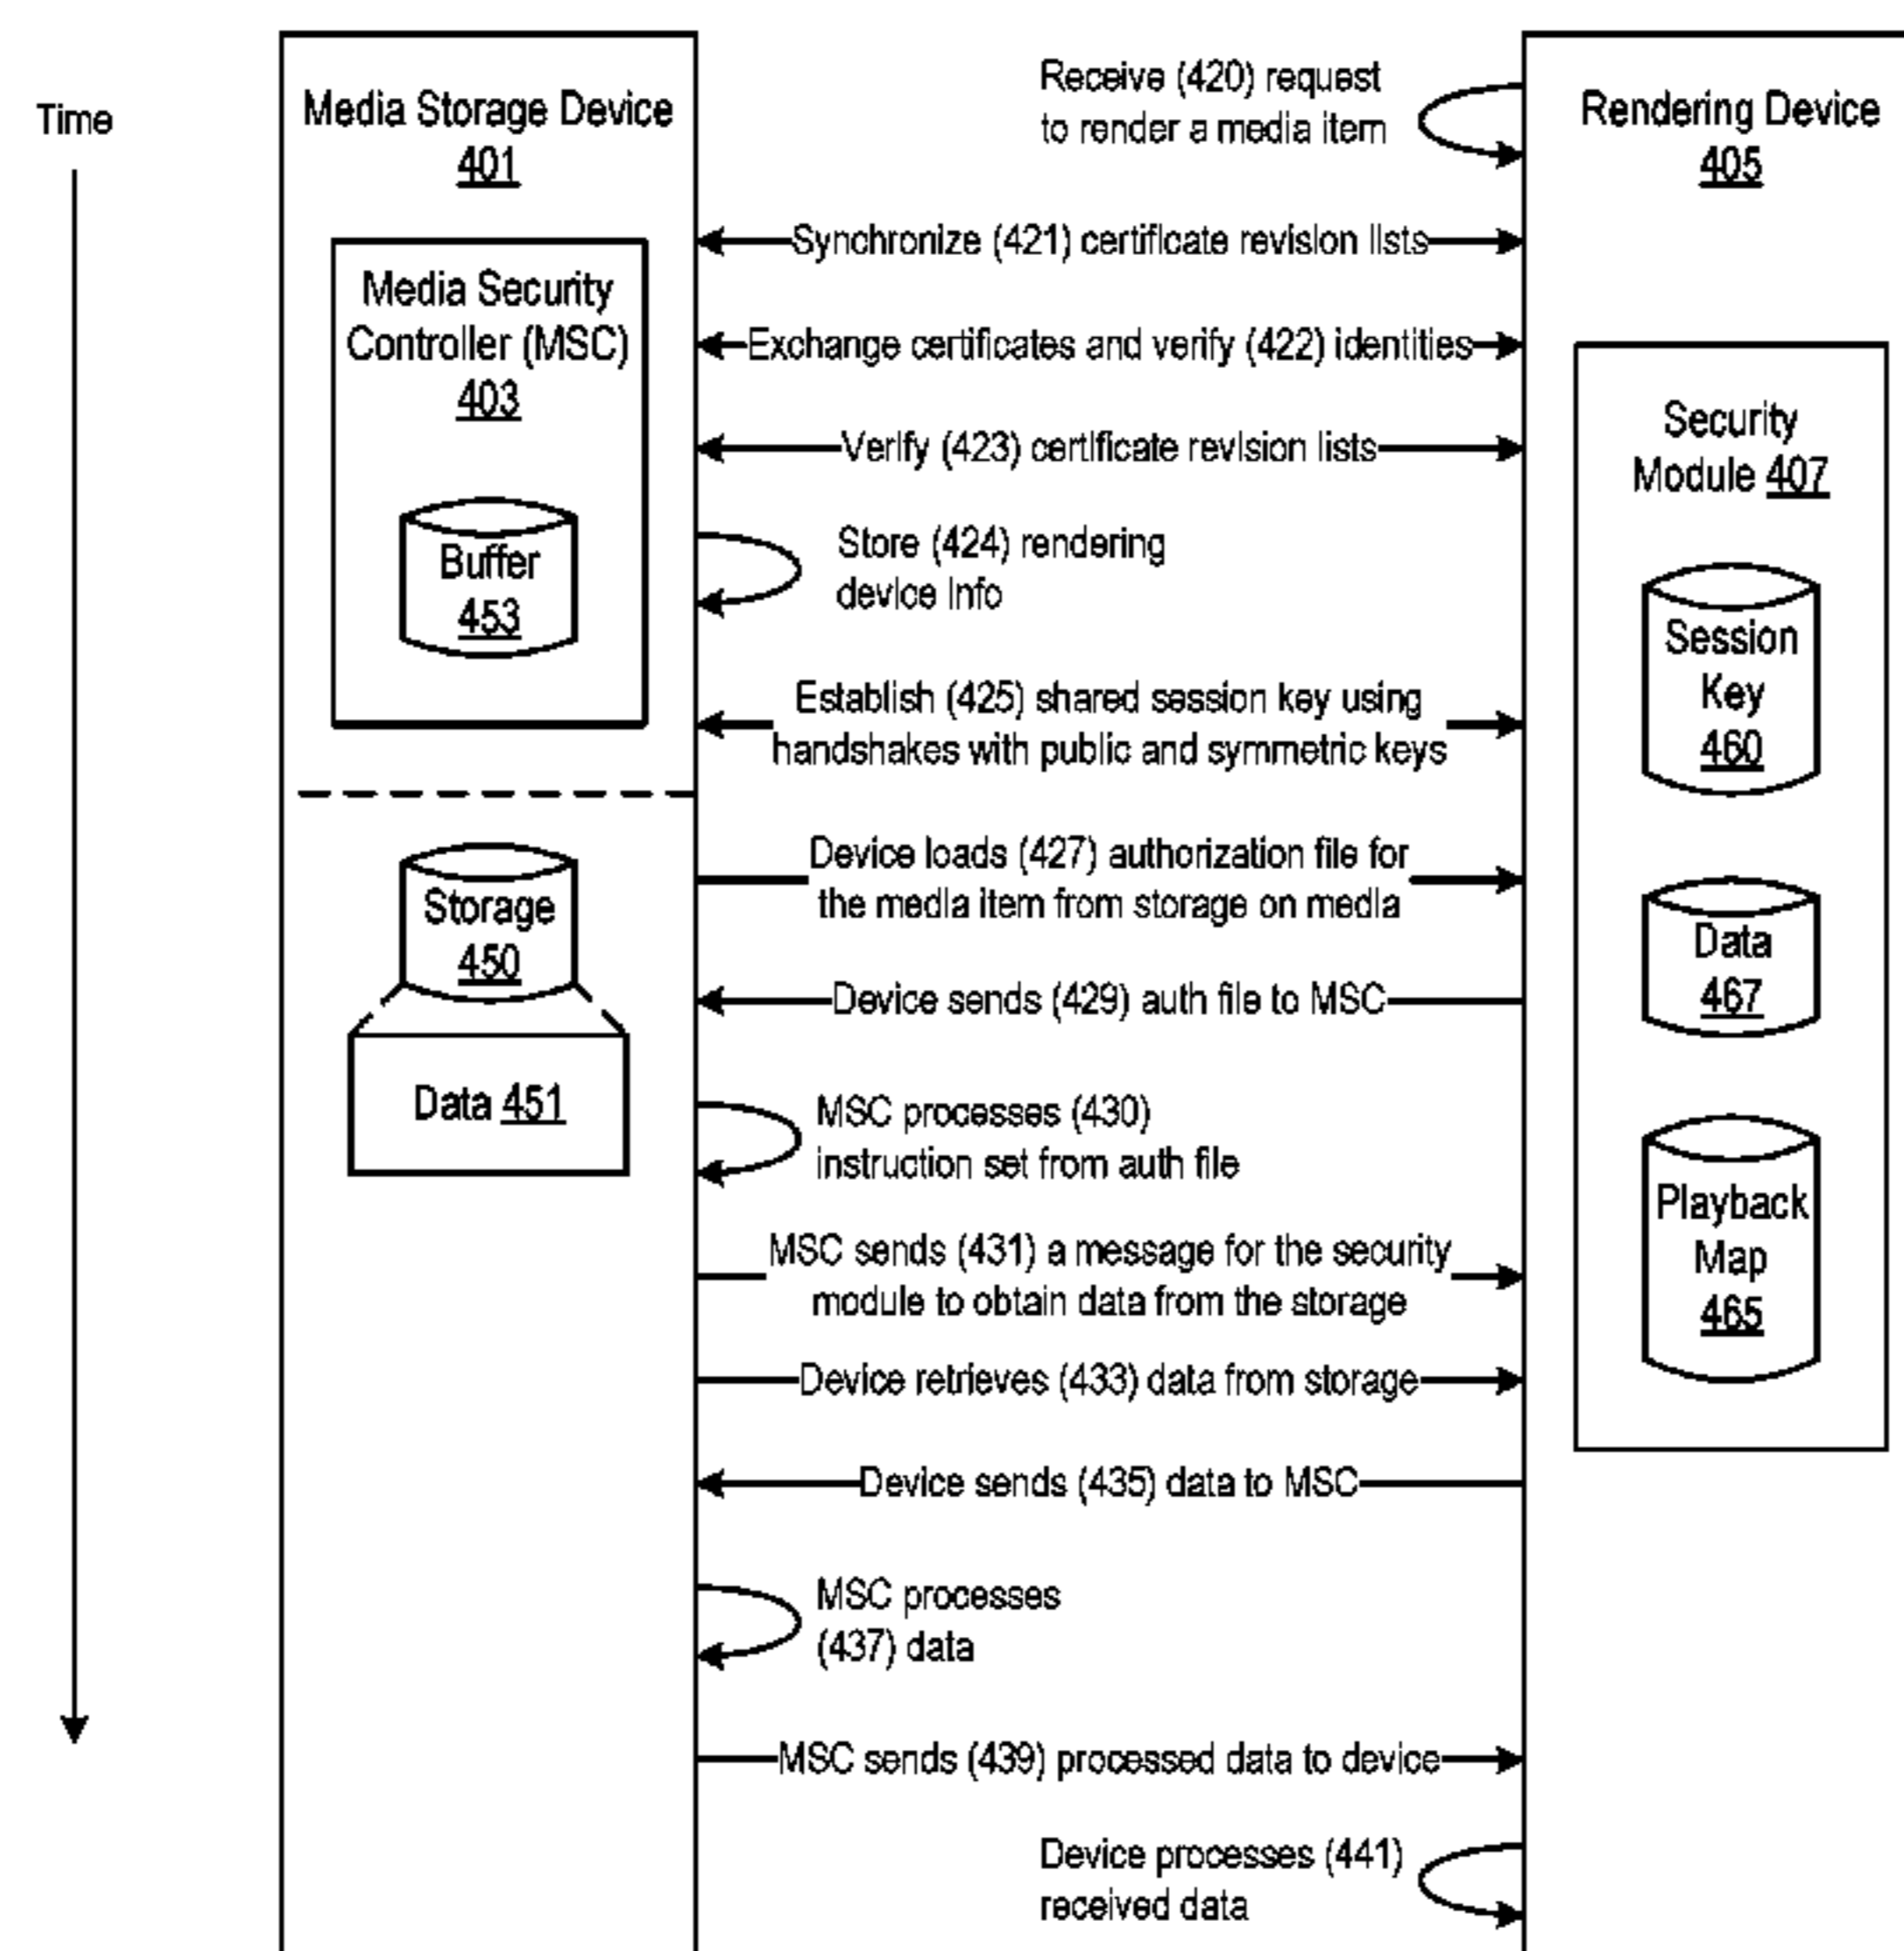 Time
Media Storage Device
401
Media Security
Controller (MSC)
403
Buffer
453
Storage
450
Data 451
Receive (420) request
to render a media item
Synchronize (421) certificate revision lists
Exchange certificates and verify (422) identities
Verify (423) certificate revision lists
Store (424) rendering
device info
Establish (425) shared session key using
handshakes with public and symmetric keys
Device loads (427) authorization file for
the media item from storage on media
Device sends (429) auth file to MSC
MSC processes (430)
instruction set from auth file
MSC sends (431) a message for the security
module to obtain data from the storage
Device retrieves (433) data from storage
Device sends (435) data to MSC
MSC processes
(437) data
MSC sends (439) processed data to device
Device processes (441)
received data
Rendering Device
405
Security
Module 407
Session
Key
460
Data
467
Playback
Map
465